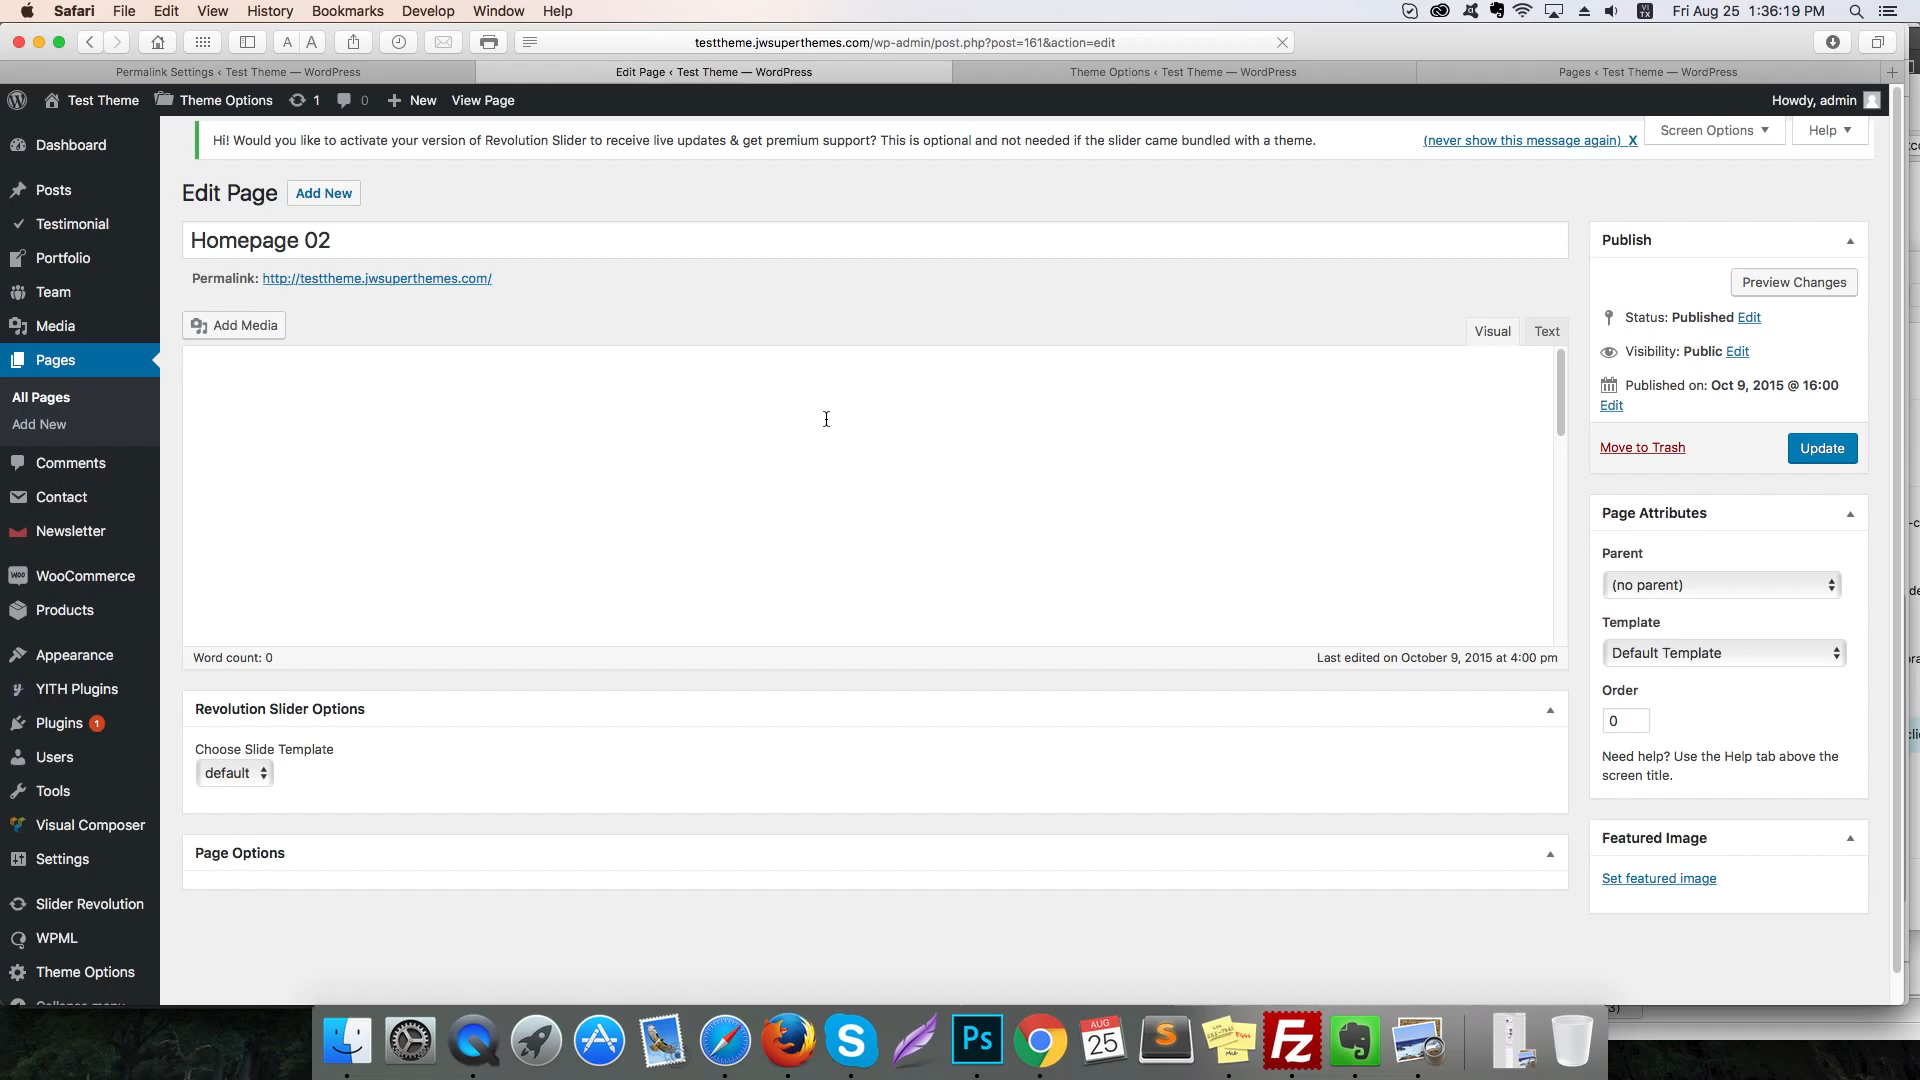 Safari File Edit View History Bookmarks Develop Window Help
Fri Aug 25 1:36:19 PM
testtheme.jwsuperthemes.com/wp-admin/post.php?post=161&action=edit
Permalink Settings ‹ Test Theme — WordPress
Edit Page ‹ Test Theme — WordPress
Theme Options ‹ Test Theme — WordPress
Pages ‹ Test Theme — WordPress
Test Theme Theme Options 1 0 New View Page
Howdy, admin
Hi! Would you like to activate your version of Revolution Slider to receive live updates & get premium support? This is optional and not needed if the slider came bundled with a theme.
(never show this message again) X
Screen Options
Help
Dashboard
Posts
Testimonial
Portfolio
Team
Media
Pages
All Pages
Add New
Comments
Contact
Newsletter
WooCommerce
Products
Appearance
YITH Plugins
Plugins 1
Users
Tools
Visual Composer
Settings
Slider Revolution
WPML
Theme Options
Edit Page Add New
Homepage 02
Permalink: http://testtheme.jwsuperthemes.com/
Add Media
Visual Text
Word count: 0
Last edited on October 9, 2015 at 4:00 pm
Revolution Slider Options
Choose Slide Template
default
Page Options
Publish
Preview Changes
Status: Published Edit
Visibility: Public Edit
Published on: Oct 9, 2015 @ 16:00
Edit
Move to Trash
Update
Page Attributes
Parent
(no parent)
Template
Default Template
Order
0
Need help? Use the Help tab above the
screen title.
Featured Image
Set featured image
Ps
AUG
25
S
Fz